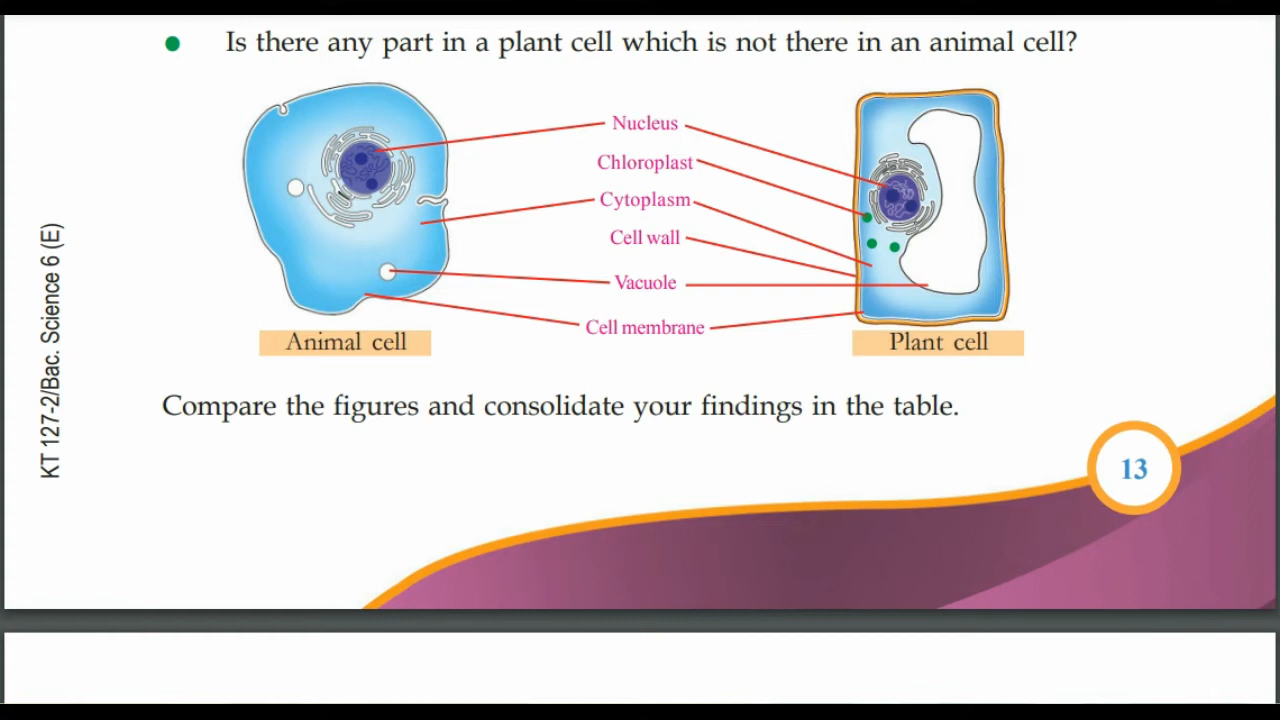 Is there any part in a plant cell which is not there in an animal cell?
Nucleus
Chloroplast
Cytoplasm
Cell wall
Vacuole
Cell membrane
Animal cell
Plant cell
Compare the figures and consolidate your findings in the table.
KT 127-2/Bac. Science 6 (E)
13